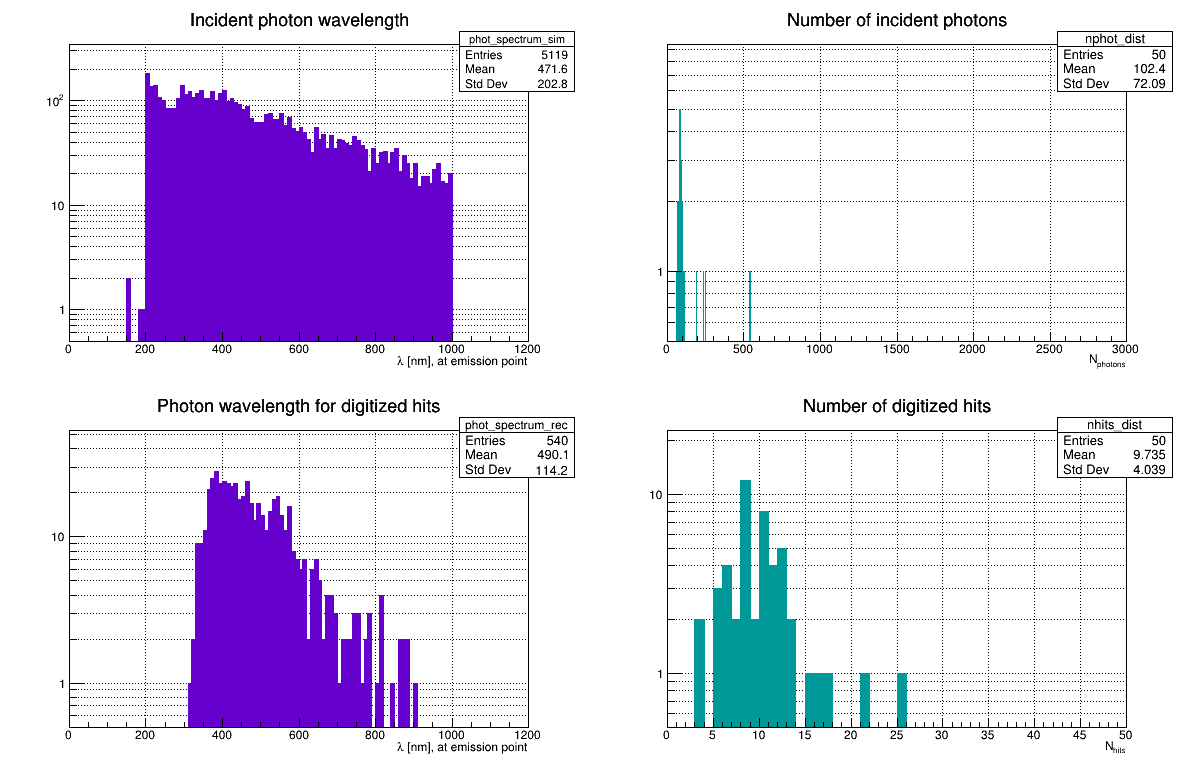 Incident photon wavelength
phot_spectrum_sim
Entries 5119
Mean 471.6
Std Dev 202.8
10²
10
1
0 200 400 600 800 1000 1200
λ [nm], at emission point
Number of incident photons
nphot_dist
Entries 50
Mean 102.4
Std Dev 72.09
1
0 500 1000 1500 2000 2500 3000
N_photons
Photon wavelength for digitized hits
phot_spectrum_rec
Entries 540
Mean 490.1
Std Dev 114.2
10
1
0 200 400 600 800 1000 1200
λ [nm], at emission point
Number of digitized hits
nhits_dist
Entries 50
Mean 9.735
Std Dev 4.039
10
1
0 5 10 15 20 25 30 35 40 45 50
N_hits